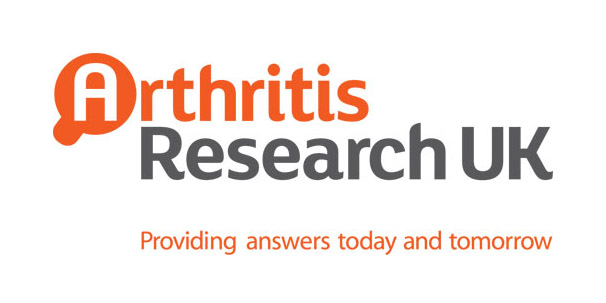 Arthritis
Research UK
Providing answers today and tomorrow